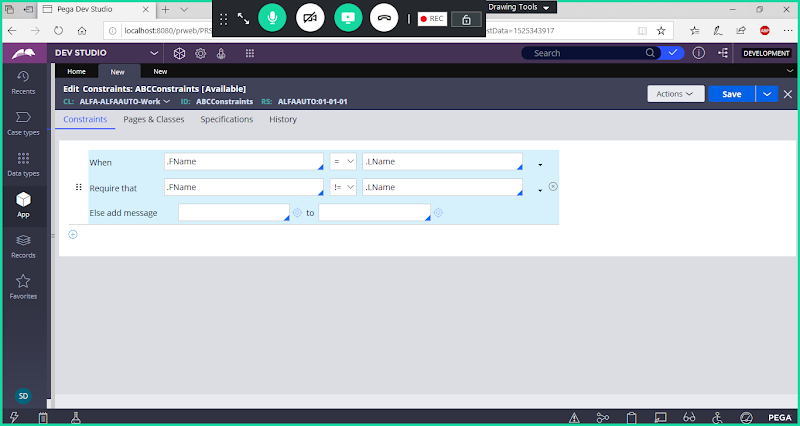 Pega Dev Studio
Drawing Tools
localhost:8080/prweb/PRS
estData=1525343917
REC
ABP
DEV STUDIO
Search
DEVELOPMENT
Home
New
New
Recents
Edit Constraints: ABCConstraints [Available]
CL: ALFA-ALFAAUTO-Work ID: ABCConstraints RS: ALFAAUTO:01-01-01
Actions
Save
Case types
Constraints
Pages & Classes
Specifications
History
Data types
When .FName = .LName
App
Require that .FName != .LName
Else add message to
Records
Favorites
SD
PEGA